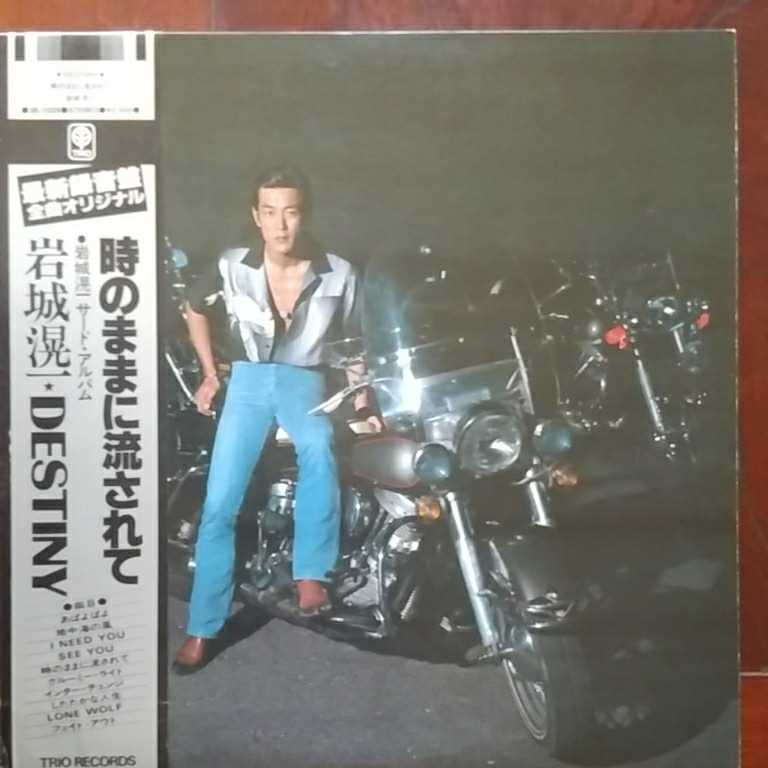 TRIO
最新録音盤
全曲オリジナル
時のままに流されて
●岩城滉一サード・アルバム
岩城滉一★DESTINY
●曲目●
あばよばよ
地中海の風
I NEED YOU
SEE YOU
時のままに流されて
グルーミー・ライト
インター・チェンジ
したたかな人生
LONE WOLF
フェイド・アウト
TRIO RECORDS